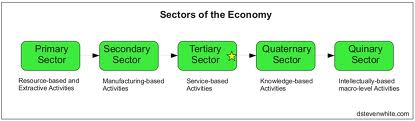 Sectors of the Economy
Primary
Sector
Secondary
Sector
Tertiary
Sector
Quaternary
Sector
Quinary
Sector
Resource-based and
Extractive Activities
Manufacturing-based
Activities
Service-based
Activities
Knowledge-based
Activities
Intellectually-based
macro-level Activities
dstevenwhite.com